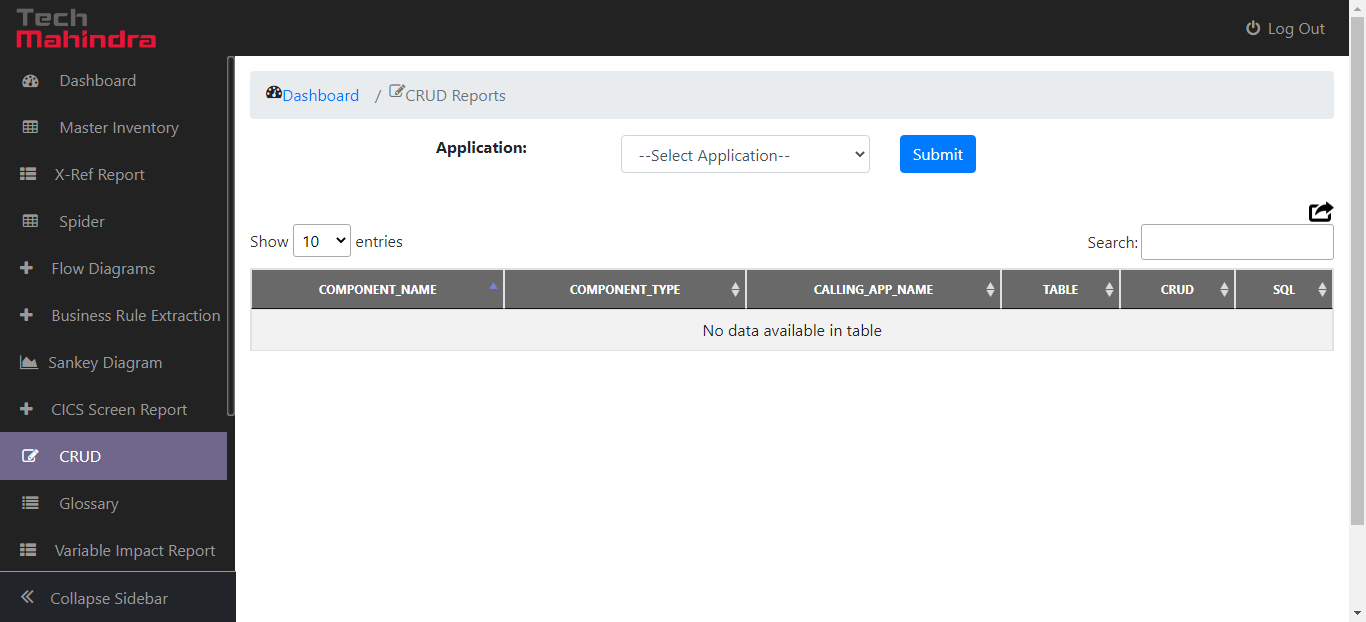 Tech
Mahindra
Log Out
Dashboard
Master Inventory
X-Ref Report
Spider
Flow Diagrams
Business Rule Extraction
Sankey Diagram
CICS Screen Report
CRUD
Glossary
Variable Impact Report
Collapse Sidebar
Dashboard / CRUD Reports
Application: --Select Application-- Submit
Show 10 entries Search:
COMPONENT_NAME COMPONENT_TYPE CALLING_APP_NAME TABLE CRUD SQL
No data available in table